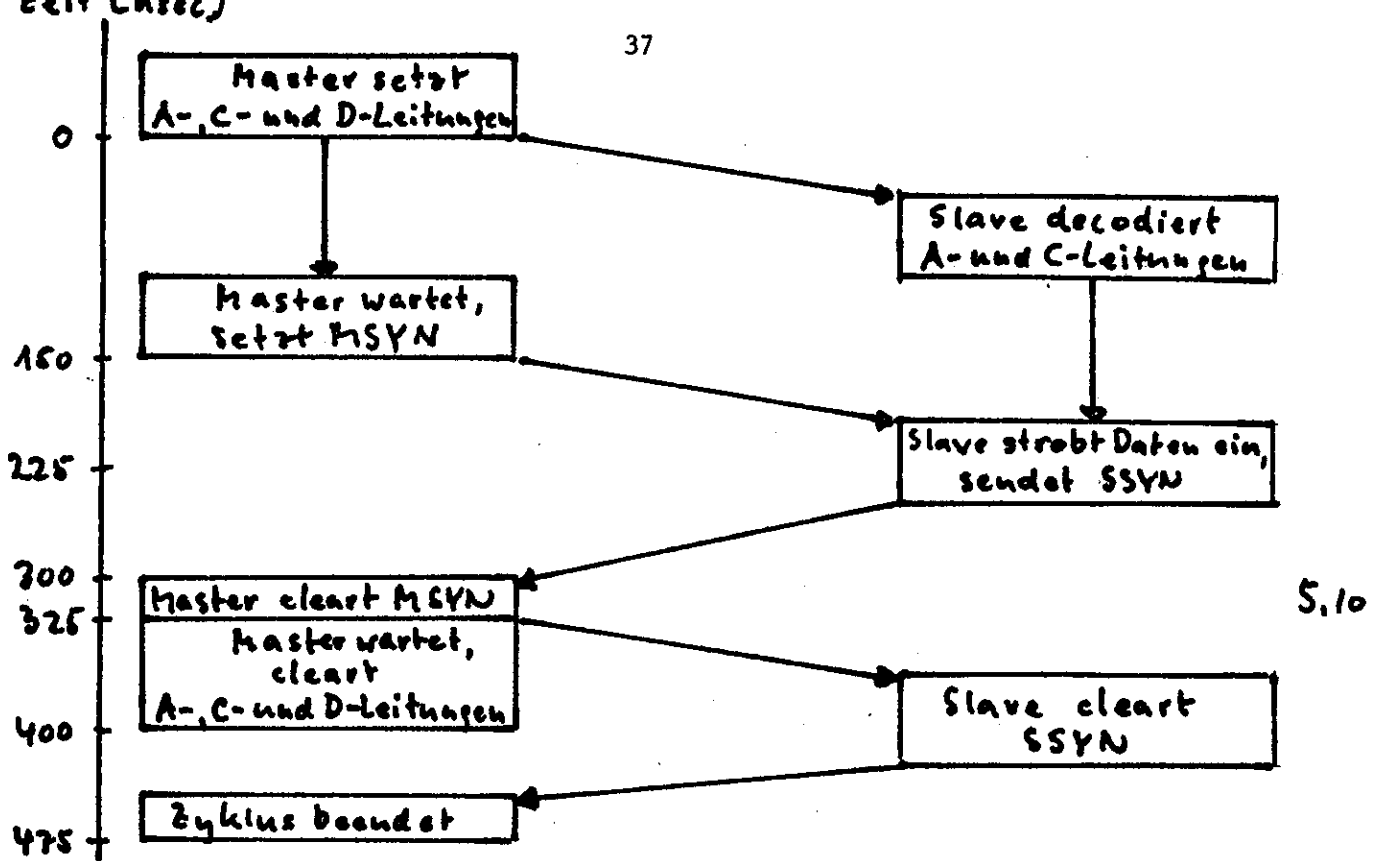 Zeit (nsec)
37
Master setzt
A-, C- und D-Leitungen
0
Slave decodiert
A- und C-Leitungen
Master wartet,
setzt MSYN
150
Slave strobt Daten ein,
sendet SSYN
225
300
Master cleart MSYN
325
5.10
Master wartet,
cleart
A-, C- und D-Leitungen
Slave cleart
SSYN
400
Zyklus beendet
475